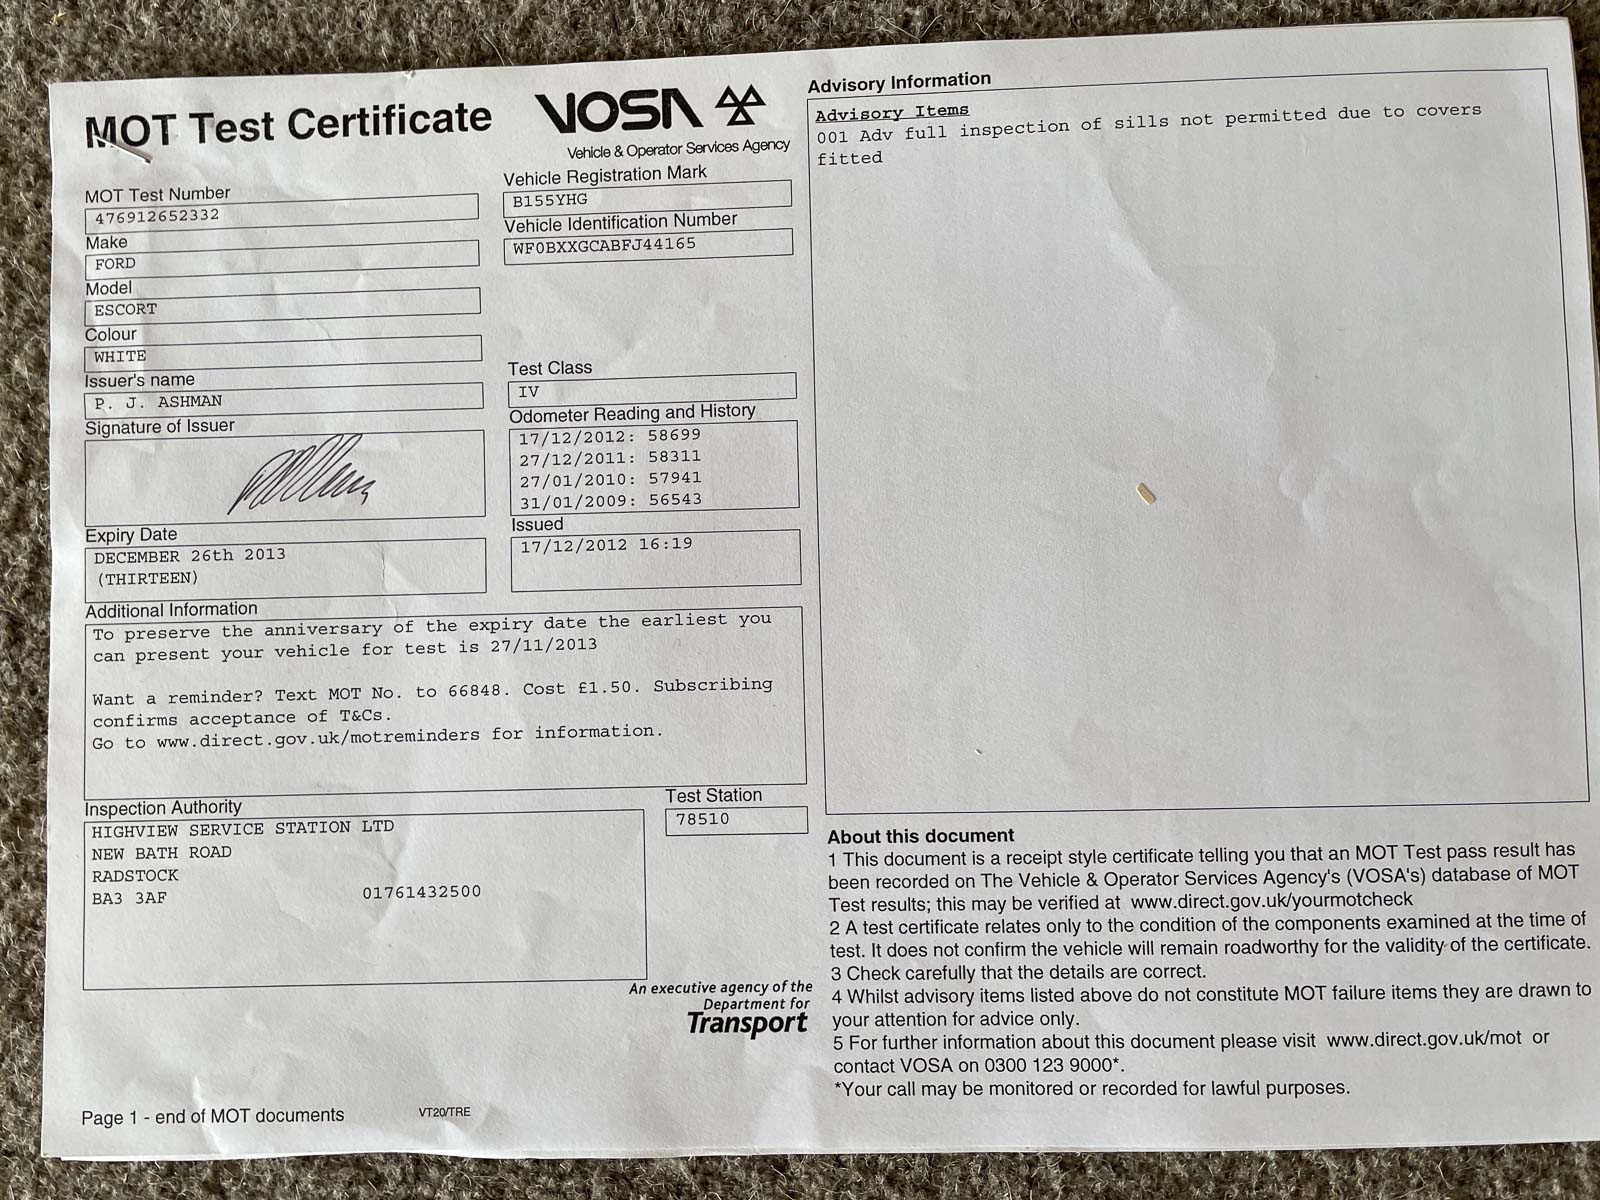 MOT Test Certificate
VOSA
Vehicle & Operator Services Agency
MOT Test Number
476912652332
Make
FORD
Model
ESCORT
Colour
WHITE
Issuer's name
P. J. ASHMAN
Signature of Issuer
Expiry Date
DECEMBER 26th 2013
(THIRTEEN)
Vehicle Registration Mark
B155YHG
Vehicle Identification Number
WF0BXXGCABFJ44165
Test Class
IV
Odometer Reading and History
17/12/2012: 58699
27/12/2011: 58311
27/01/2010: 57941
31/01/2009: 56543
Issued
17/12/2012 16:19
Additional Information
To preserve the anniversary of the expiry date the earliest you
can present your vehicle for test is 27/11/2013
Want a reminder? Text MOT No. to 66848. Cost £1.50. Subscribing
confirms acceptance of T&Cs.
Go to www.direct.gov.uk/motreminders for information.
Inspection Authority
HIGHVIEW SERVICE STATION LTD
NEW BATH ROAD
RADSTOCK
BA3 3AF 01761432500
Test Station
78510
An executive agency of the
Department for
Transport
Page 1 - end of MOT documents
VT20/TRE
Advisory Information
Advisory Items
001 Adv full inspection of sills not permitted due to covers
fitted
About this document
1 This document is a receipt style certificate telling you that an MOT Test pass result has
been recorded on The Vehicle & Operator Services Agency's (VOSA's) database of MOT
Test results; this may be verified at www.direct.gov.uk/yourmotcheck
2 A test certificate relates only to the condition of the components examined at the time of
test. It does not confirm the vehicle will remain roadworthy for the validity of the certificate.
3 Check carefully that the details are correct.
4 Whilst advisory items listed above do not constitute MOT failure items they are drawn to
your attention for advice only.
5 For further information about this document please visit www.direct.gov.uk/mot or
contact VOSA on 0300 123 9000*.
*Your call may be monitored or recorded for lawful purposes.